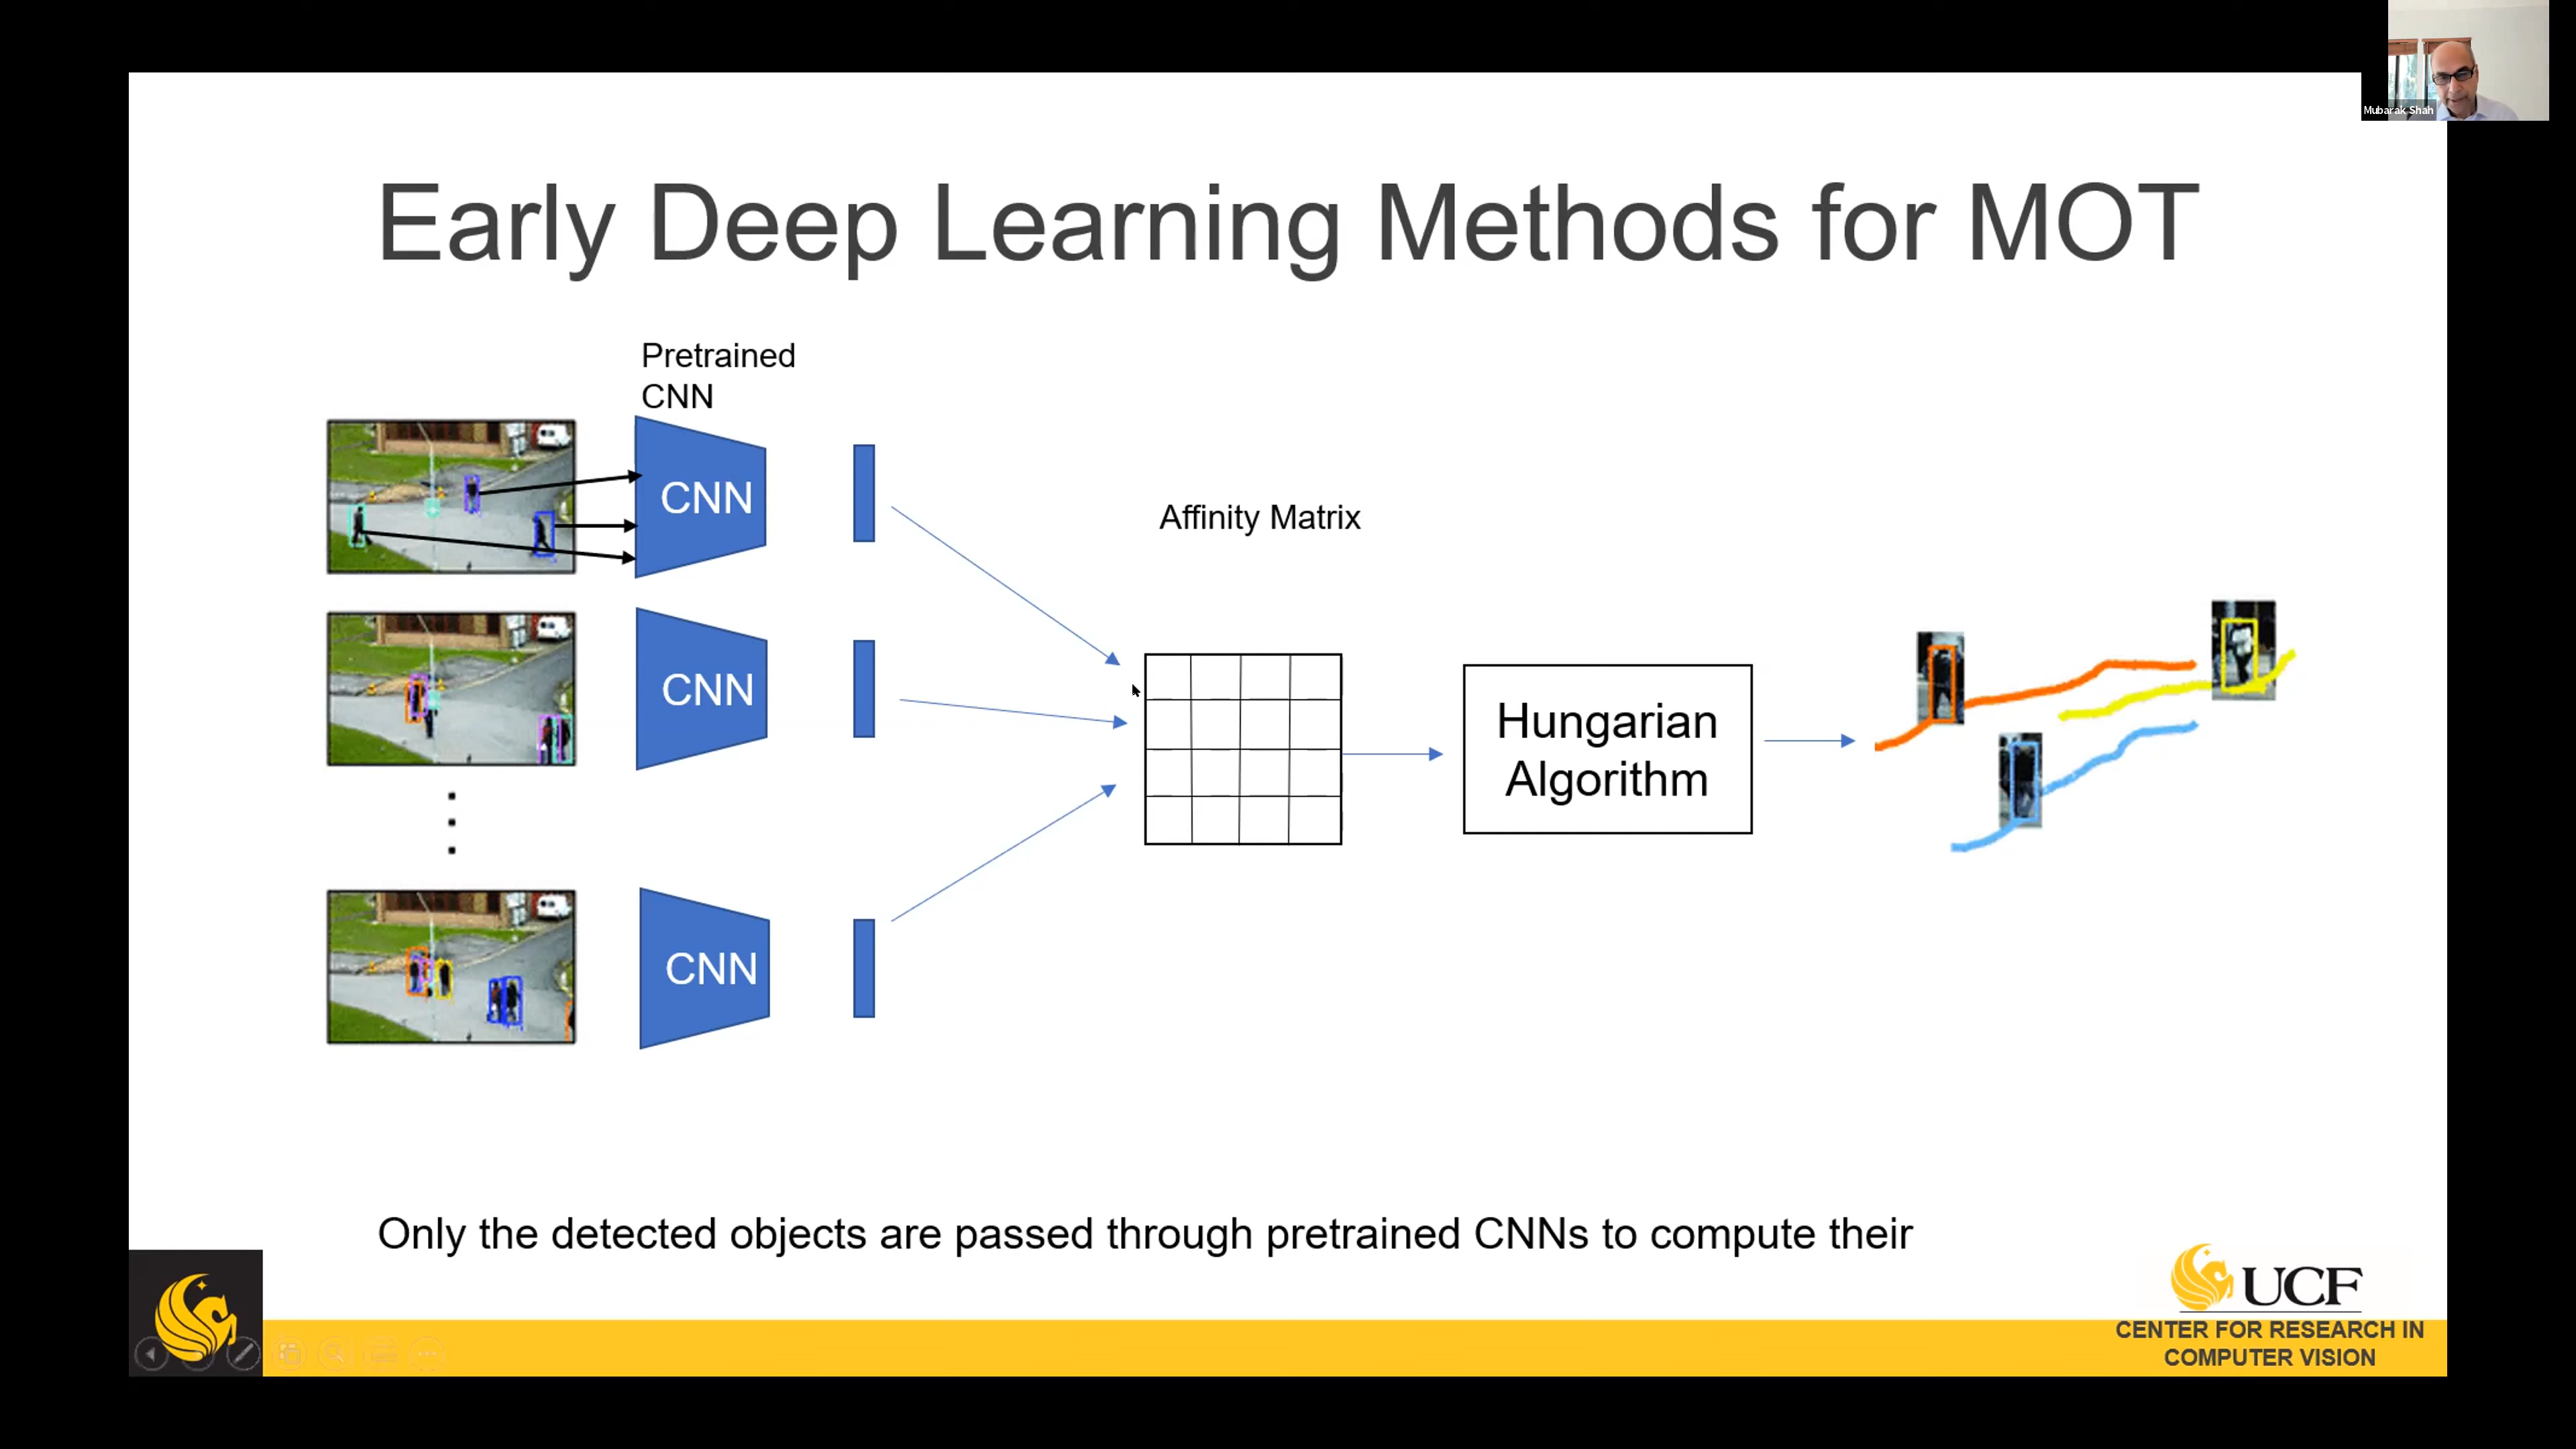 Mubarak Shah
Early Deep Learning Methods for MOT
Pretrained
CNN
CNN
Affinity Matrix
CNN
Hungarian
Algorithm
CNN
Only the detected objects are passed through pretrained CNNs to compute their
UCF
CENTER FOR RESEARCH IN
COMPUTER VISION